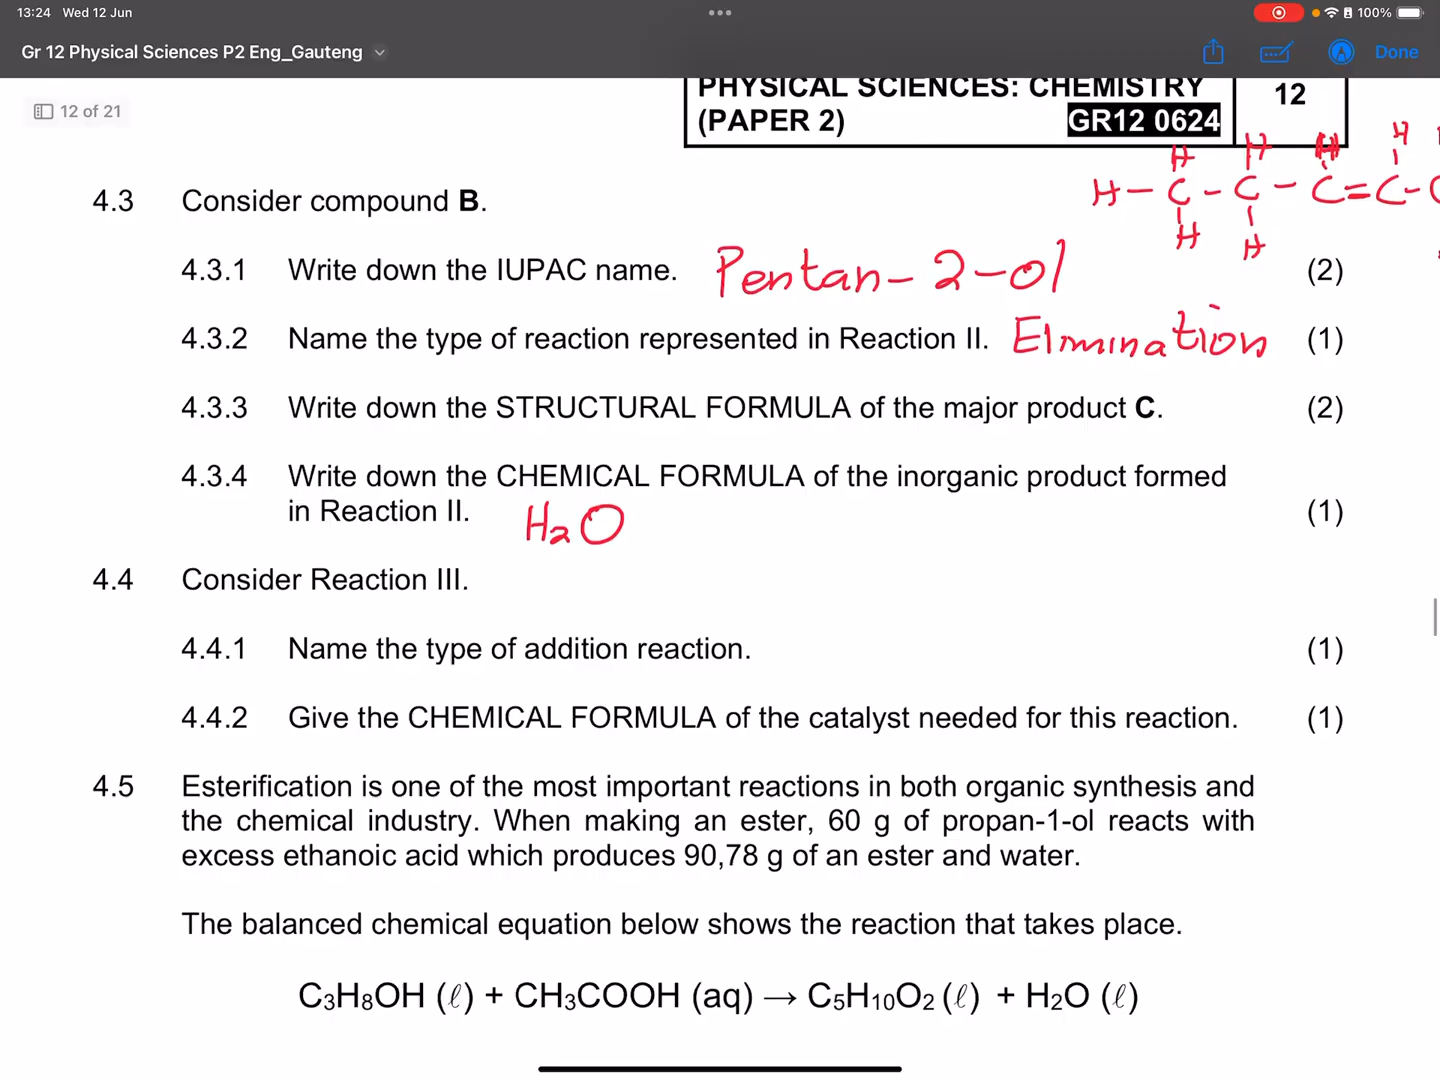 13:24 Wed 12 Jun
100%
Gr 12 Physical Sciences P2 Eng_Gauteng
Done
12 of 21
PHYSICAL SCIENCES: CHEMISTRY
(PAPER 2) GR12 0624
12
H H H H
H - C - C - C = C -
H H
4.3 Consider compound B.
4.3.1 Write down the IUPAC name. Pentan-2-ol (2)
4.3.2 Name the type of reaction represented in Reaction II. Elimination (1)
4.3.3 Write down the STRUCTURAL FORMULA of the major product C. (2)
4.3.4 Write down the CHEMICAL FORMULA of the inorganic product formed
in Reaction II. H₂O (1)
4.4 Consider Reaction III.
4.4.1 Name the type of addition reaction. (1)
4.4.2 Give the CHEMICAL FORMULA of the catalyst needed for this reaction. (1)
4.5 Esterification is one of the most important reactions in both organic synthesis and
the chemical industry. When making an ester, 60 g of propan-1-ol reacts with
excess ethanoic acid which produces 90,78 g of an ester and water.
The balanced chemical equation below shows the reaction that takes place.
C₃H₈OH (ℓ) + CH₃COOH (aq) → C₅H₁₀O₂ (ℓ) + H₂O (ℓ)